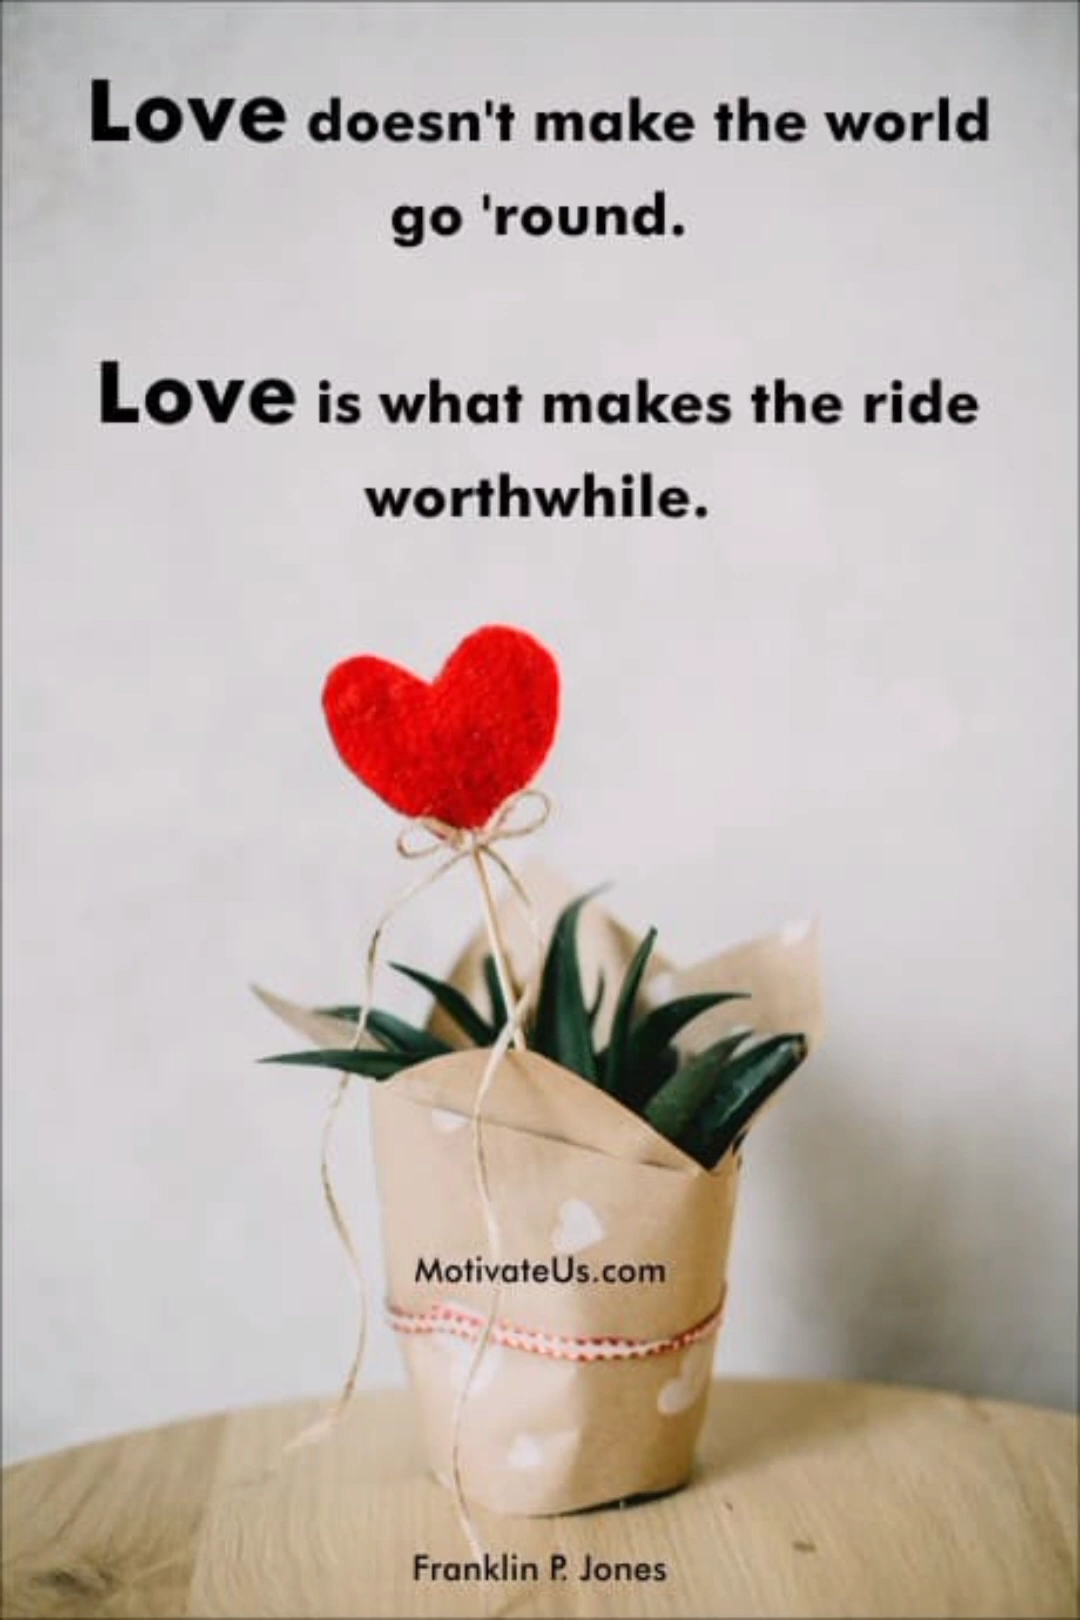 Love doesn't make the world
go 'round.
Love is what makes the ride
worthwhile.
MotivateUs.com
Franklin P. Jones